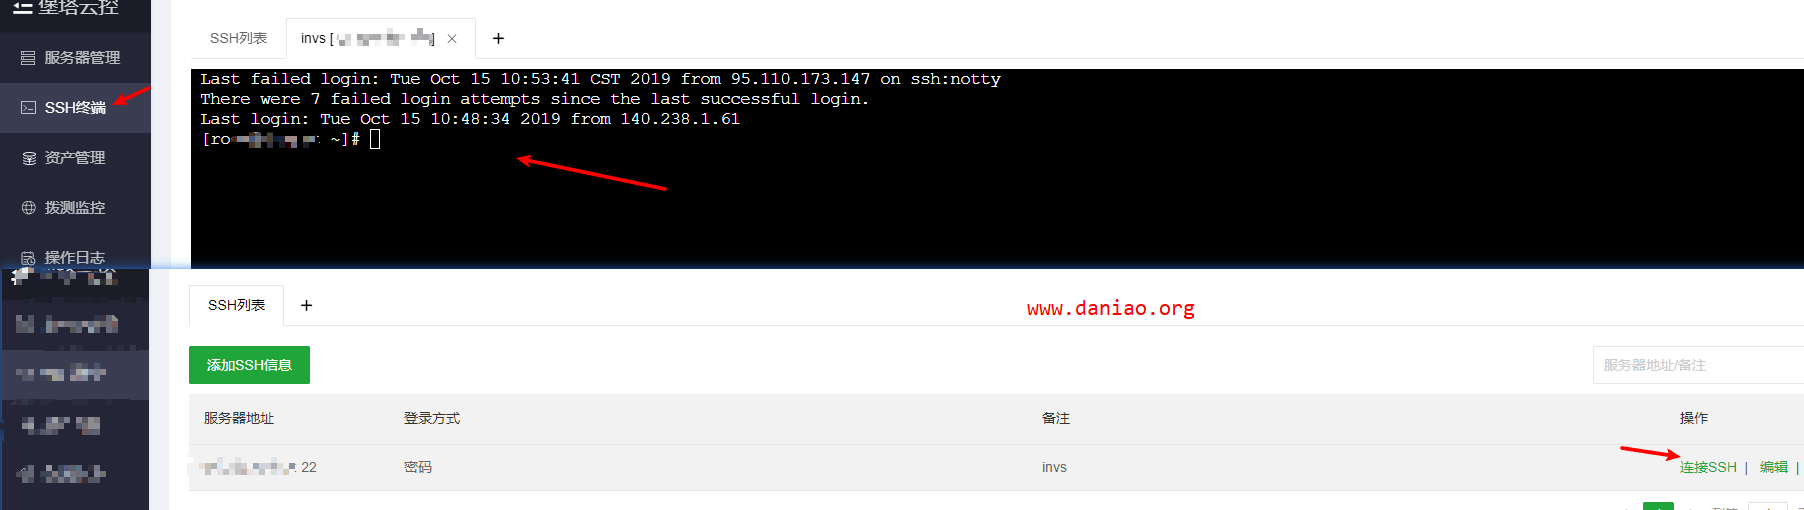 堡塔云控
服务器管理
SSH终端
资产管理
拨测监控
操作日志
SSH列表
invs [ ] × +
Last failed login: Tue Oct 15 10:53:41 CST 2019 from 95.110.173.147 on ssh:notty
There were 7 failed login attempts since the last successful login.
Last login: Tue Oct 15 10:48:34 2019 from 140.238.1.61
[ro ~]#
SSH列表 +
www.daniao.org
添加SSH信息
服务器地址/备注
服务器地址 登录方式 备注 操作
: 22 密码 invs 连接SSH | 编辑 |